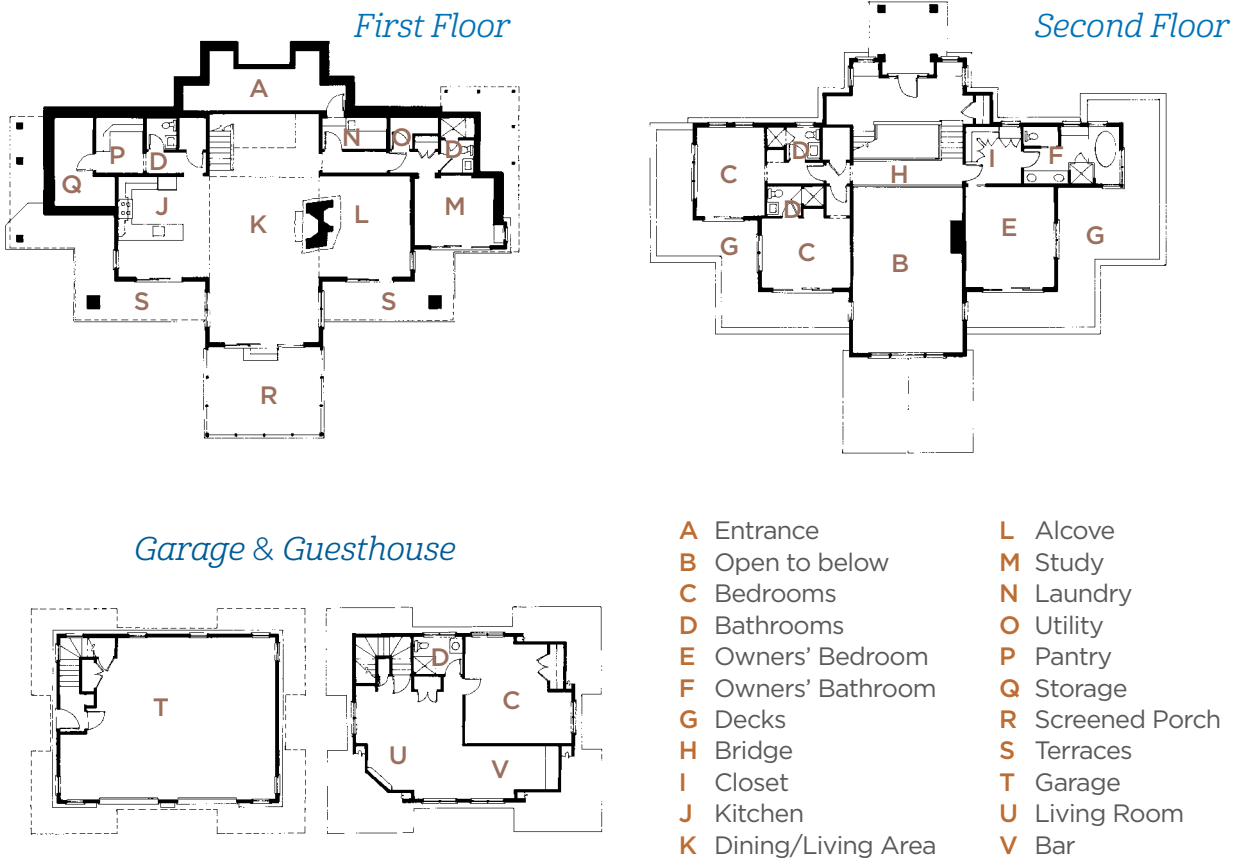 First Floor
Second Floor
A
N
O
P
D
D
Q
J
K
L
M
S
S
R
D
I
F
C
H
D
G
C
B
E
G
Garage & Guesthouse
T
D
C
U
V
A Entrance
B Open to below
C Bedrooms
D Bathrooms
E Owners’ Bedroom
F Owners’ Bathroom
G Decks
H Bridge
I Closet
J Kitchen
K Dining/Living Area
L Alcove
M Study
N Laundry
O Utility
P Pantry
Q Storage
R Screened Porch
S Terraces
T Garage
U Living Room
V Bar